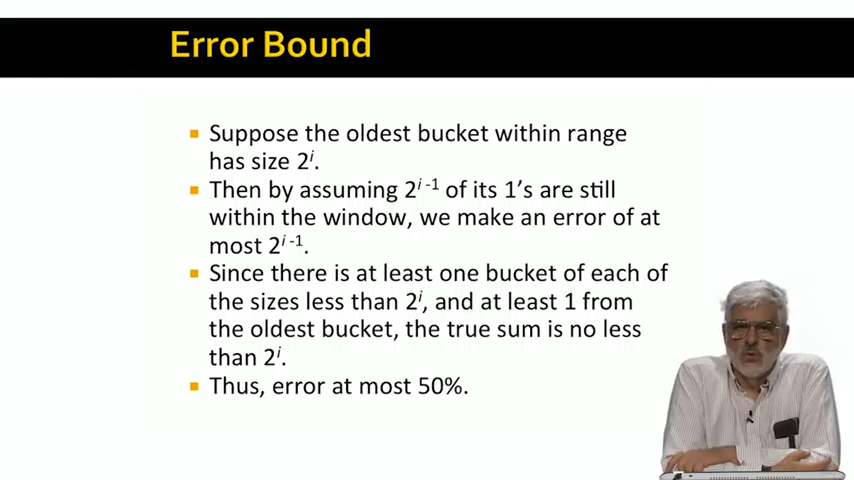 Error Bound
▪ Suppose the oldest bucket within range
has size 2ⁱ.
▪ Then by assuming 2ⁱ⁻¹ of its 1's are still
within the window, we make an error of at
most 2ⁱ⁻¹.
▪ Since there is at least one bucket of each of
the sizes less than 2ⁱ, and at least 1 from
the oldest bucket, the true sum is no less
than 2ⁱ.
▪ Thus, error at most 50%.